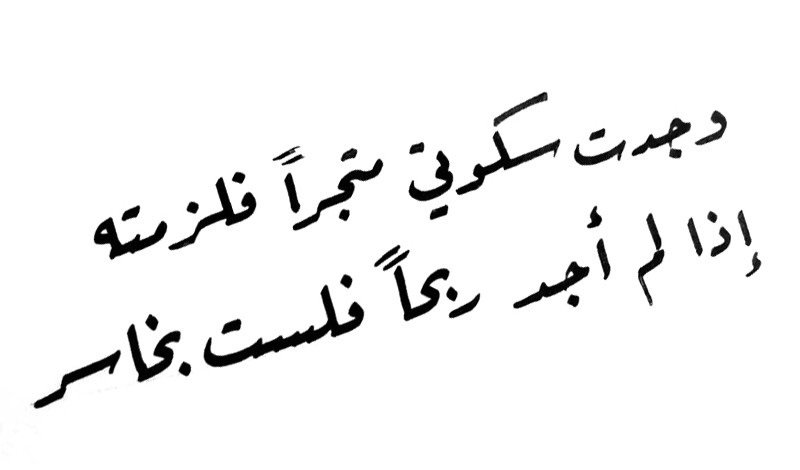 وجدت سكوتي متجراً فلزمته
إذا لم أجد ربحاً فلست بخاسر